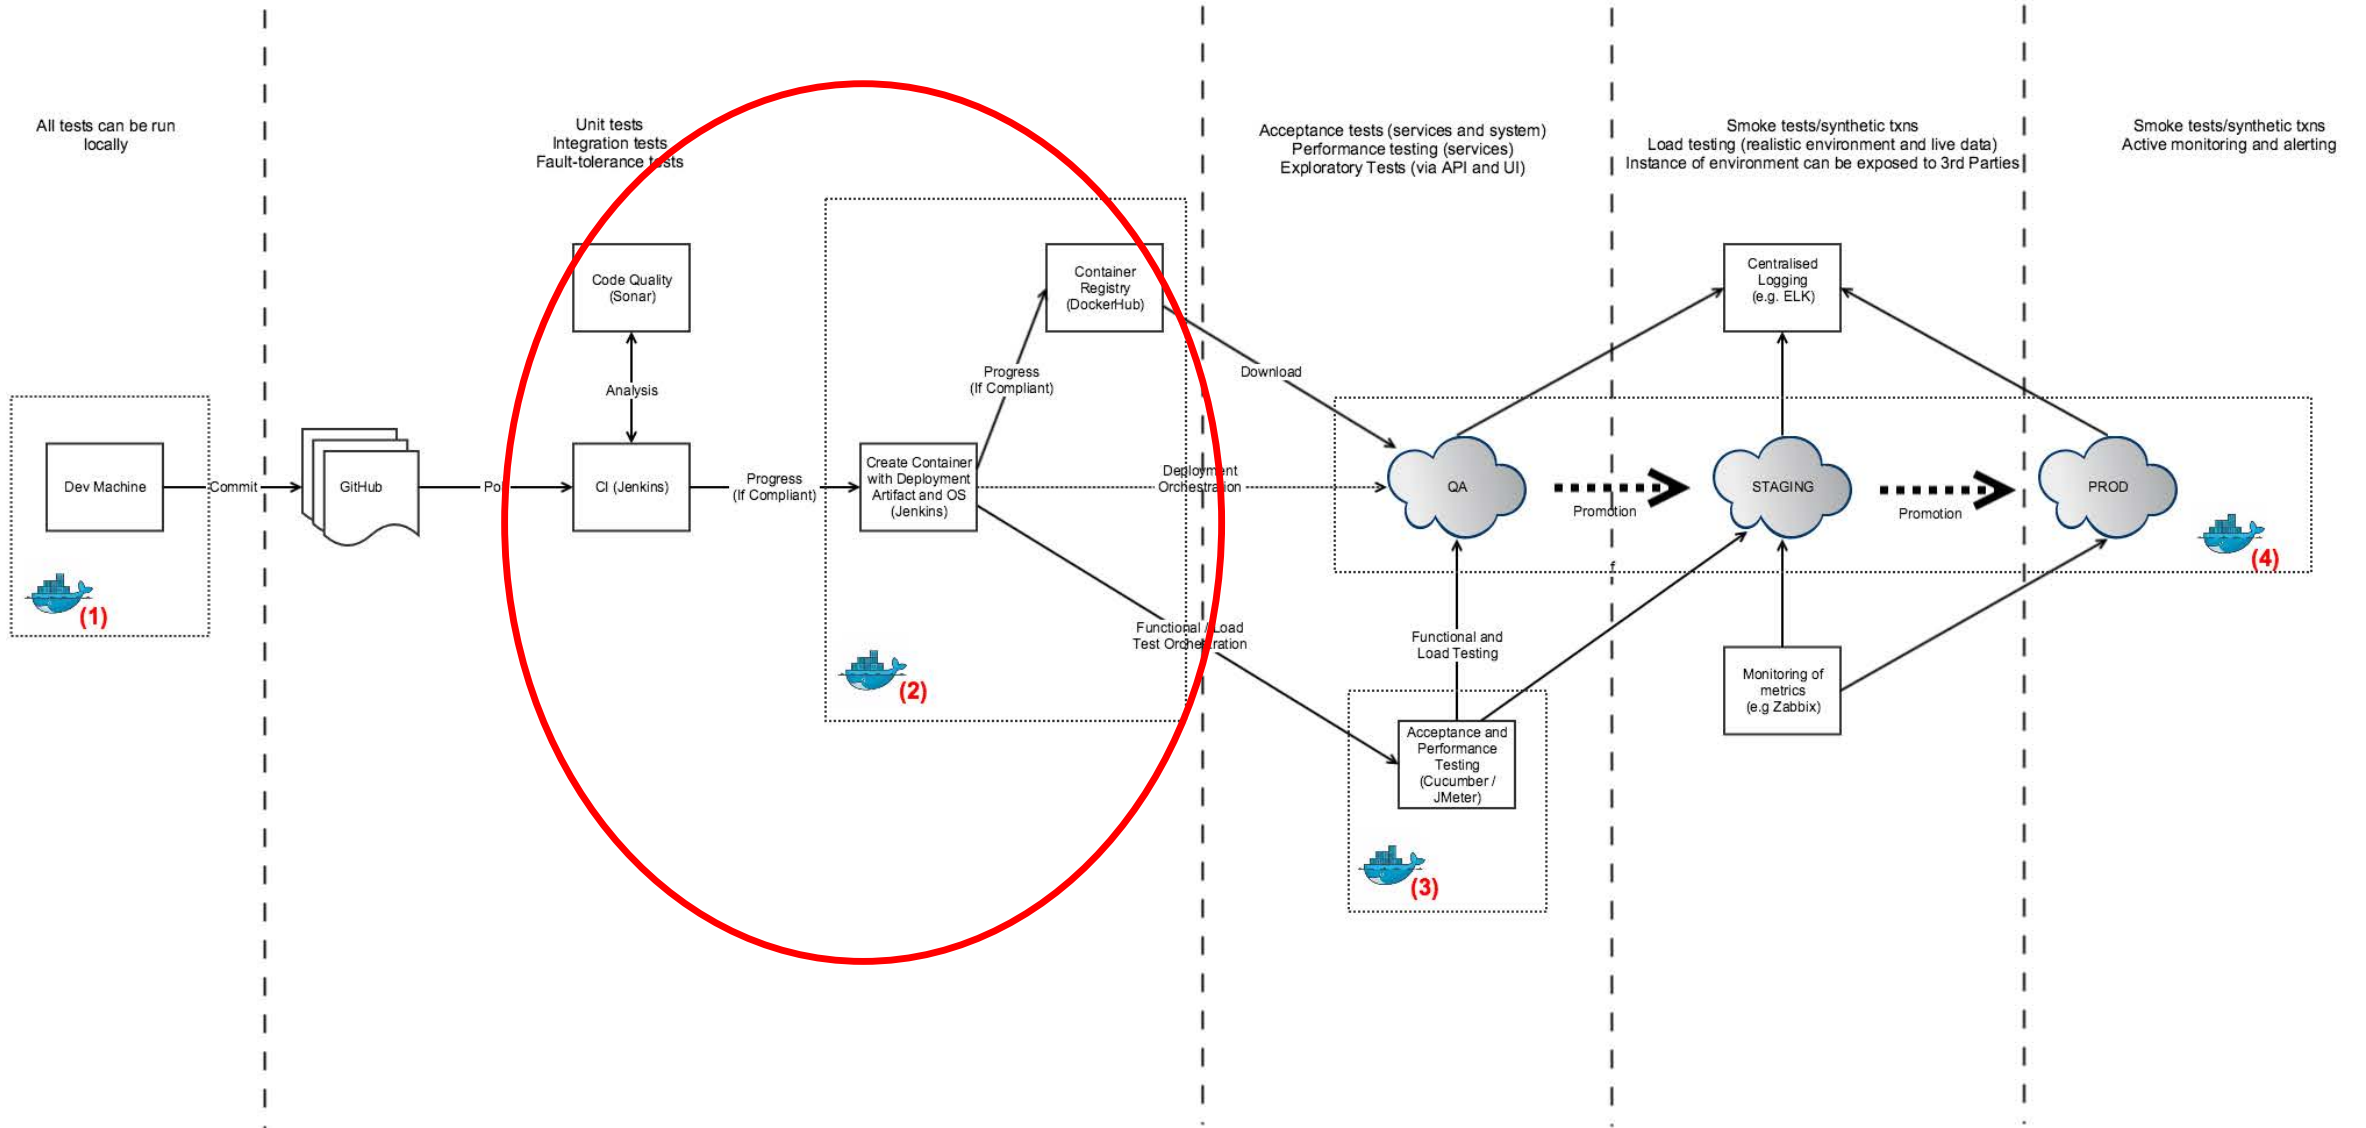 All tests can be run
locally
Unit tests
Integration tests
Fault-tolerance tests
Acceptance tests (services and system)
Performance testing (services)
Exploratory Tests (via API and UI)
Smoke tests/synthetic txns
Load testing (realistic environment and live data)
Instance of environment can be exposed to 3rd Parties
Smoke tests/synthetic txns
Active monitoring and alerting
Dev Machine
(1)
Commit
GitHub
Poll
Code Quality
(Sonar)
Analysis
CI (Jenkins)
Progress
(If Compliant)
Create Container
with Deployment
Artifact and OS
(Jenkins)
Progress
(If Compliant)
Container
Registry
(DockerHub)
(2)
Download
Deployment
Orchestration
Functional / Load
Test Orchestration
QA
Functional and
Load Testing
Acceptance and
Performance
Testing
(Cucumber /
JMeter)
(3)
Promotion
f
Centralised
Logging
(e.g. ELK)
STAGING
Monitoring of
metrics
(e.g Zabbix)
Promotion
PROD
(4)